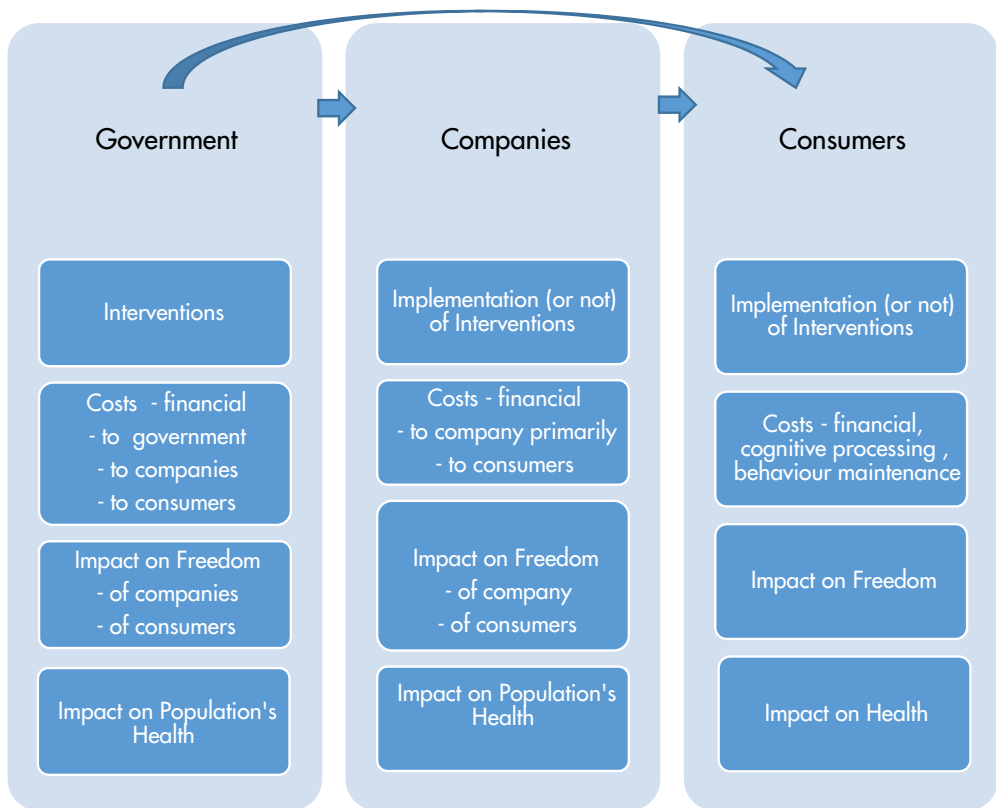 Government
Interventions
Costs - financial
- to government
- to companies
- to consumers
Impact on Freedom
- of companies
- of consumers
Impact on Population's
Health
Companies
Implementation (or not)
of Interventions
Costs - financial
- to company primarily
- to consumers
Impact on Freedom
- of company
- of consumers
Impact on Population's
Health
Consumers
Implementation (or not)
of Interventions
Costs - financial,
cognitive processing ,
behaviour maintenance
Impact on Freedom
Impact on Health